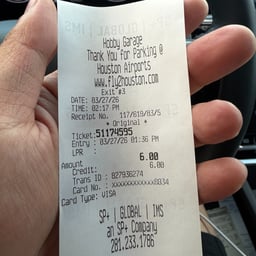 Hobby Garage
Thank You for Parking @
Houston Airports
www.fly2houston.com
Exit #3
DATE: 03/27/26
TIME: 02:17 PM
Receipt No. 117/619/03/5
* Original *
Ticket: 51174595
Entry : 03/27/26 01:36 PM
LPR :
Amount 6.00
Credit: 6.00
Trans ID : 827936274
Card No. : XXXXXXXXXXXX8034
Card Type: VISA
SP+ | GLOBAL | IMS
an SP+ Company
281.233.1786